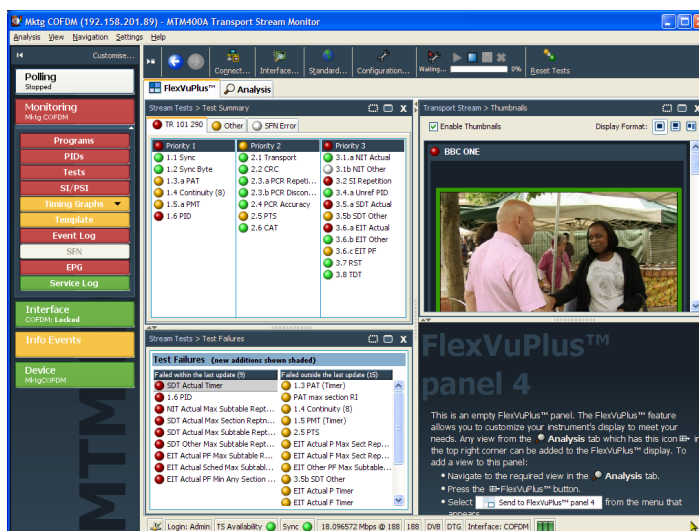 Mktg COFDM (192.158.201.89) - MTM400A Transport Stream Monitor
Analysis View Navigation Settings Help
Customise...
Polling
Stopped
Monitoring
Mktg COFDM
Programs
PIDs
Tests
SI/PSI
Timing Graphs
Template
Event Log
SFN
EPG
Service Log
Interface
COFDM: Locked
Info Events
Device
MktgCOFDM
MTM
Connect... Interface... Standard... Configuration... Waiting... 0% Reset Tests
FlexVuPlus™ Analysis
Stream Tests > Test Summary
TR 101 290 Other SFN Error
Priority 1
1.1 Sync
1.2 Sync Byte
1.3.a PAT
1.4 Continuity (8)
1.5.a PMT
1.6 PID
Priority 2
2.1 Transport
2.2 CRC
2.3.a PCR Repeti...
2.3.b PCR Discon...
2.4 PCR Accuracy
2.5 PTS
2.6 CAT
Priority 3
3.1.a NIT Actual
3.1b NIT Other
3.2 SI Repetition
3.4.a Unref PID
3.5.a SDT Actual
3.5b SDT Other
3.6.a EIT Actual
3.6.b EIT Other
3.6.c EIT PF
3.7 RST
3.8 TDT
Transport Stream > Thumbnails
Enable Thumbnails Display Format:
BBC ONE
Stream Tests > Test Failures
Test Failures (new additions shown shaded)
Failed within the last update (9)
SDT Actual Timer
1.6 PID
NIT Actual Max Subtable Rept...
SDT Actual Max Section Reptn...
SDT Actual Max Subtable Rept...
SDT Other Max Subtable Rept...
EIT Actual PF Max Subtable R...
EIT Actual Sched Max Subtabl...
EIT Actual PF Min Any Section ...
Failed outside the last update (15)
1.3 PAT (Timer)
PAT max section RI
1.4 Continuity (8)
1.5 PMT (Timer)
2.5 PTS
EIT Actual P Max Sect Rep...
EIT Actual F Max Sect Rep...
EIT Other PF Max Subtable...
3.5b SDT Other
EIT Actual P Timer
EIT Actual F Timer
FlexVuPlus™
panel 4
This is an empty FlexVuPlus™ panel. The FlexVuPlus™ feature
allows you to customize your instrument's display to meet your
needs. Any view from the Analysis tab which has this icon in
the top right corner can be added to the FlexVuPlus™ display. To
add a view to this panel:
• Navigate to the required view in the Analysis tab.
• Press the FlexVuPlus™ button.
• Select Send to FlexVuPlus™ panel 4 from the menu that
appears.
Login: Admin TS Availability Sync 18.096572 Mbps @ 188 188 DVB DTG Interface: COFDM